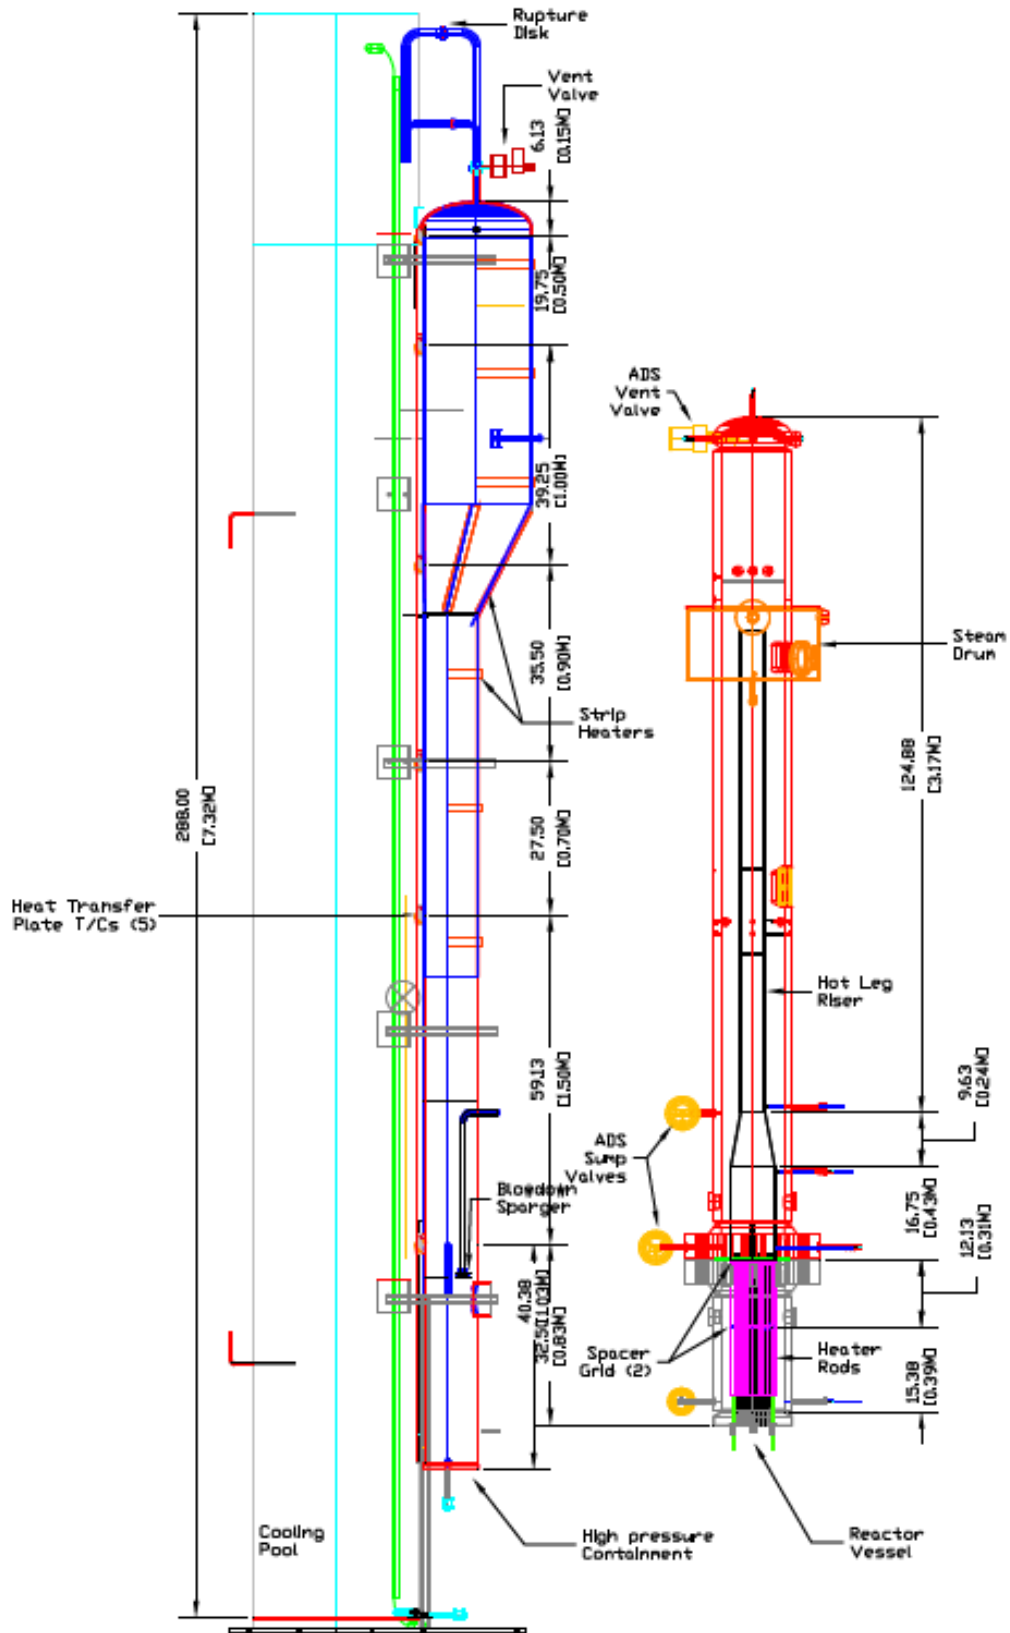 Rupture
Disk
Vent
Valve
6.13
[0.15M]
19.75
[0.50M]
ADS
Vent
Valve
39.25
[1.00M]
Steam
Drum
35.50
[0.90M]
Strip
Heaters
124.88
[3.17M]
288.00
[7.32M]
27.50
[0.70M]
Heat Transfer
Plate T/Cs (5)
Hot Leg
Riser
59.13
[1.50M]
9.63
[0.24M]
ADS
Sump
Valves
Blowdown
Sparger
16.75
[0.43M]
12.13
[0.31M]
40.38
[1.03M]
32.50
[0.83M]
Spacer
Grid (2)
Heater
Rods
15.38
[0.39M]
Cooling
Pool
High pressure
Containment
Reactor
Vessel